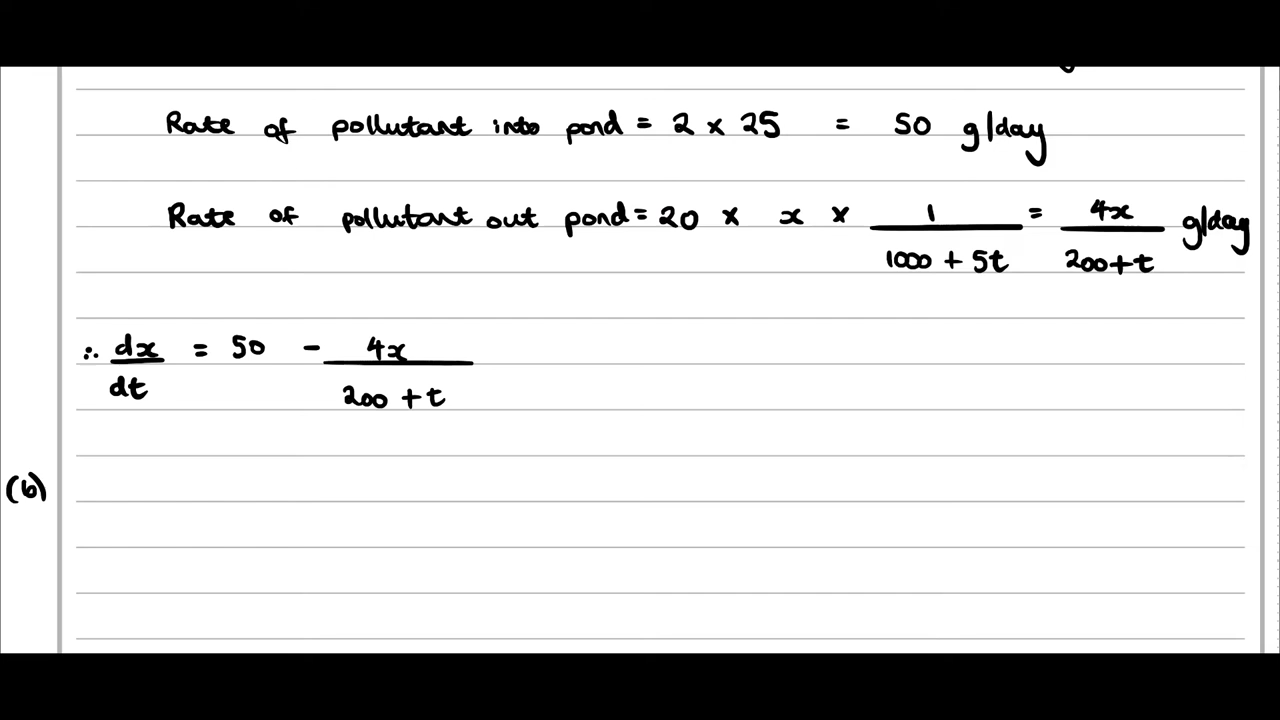 Rate of pollutant into pond = 2 × 25 = 50 g/day
Rate of pollutant out pond = 20 × x × 1/(1000 + 5t) = 4x/(200+t) g/day
∴ dx/dt = 50 - 4x/(200 + t)
(b)